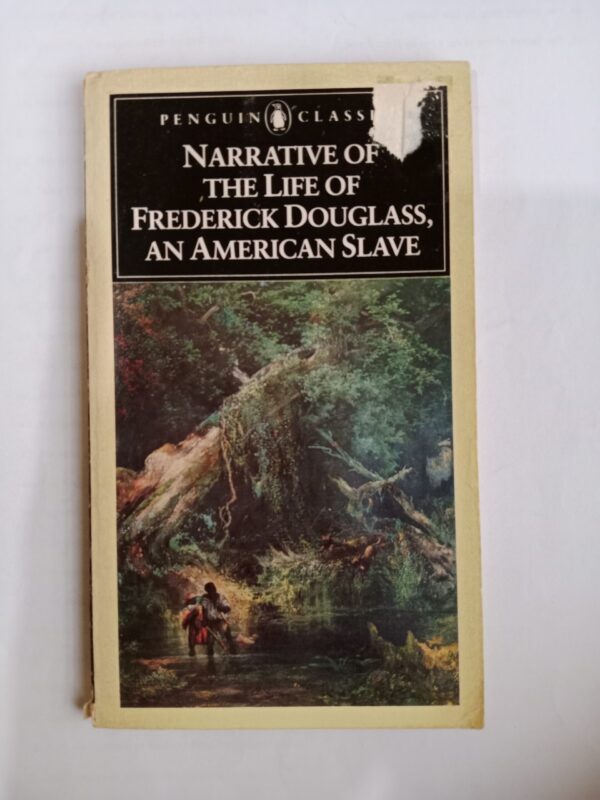 PENGUIN CLASSI
NARRATIVE OF
THE LIFE OF
FREDERICK DOUGLASS,
AN AMERICAN SLAVE